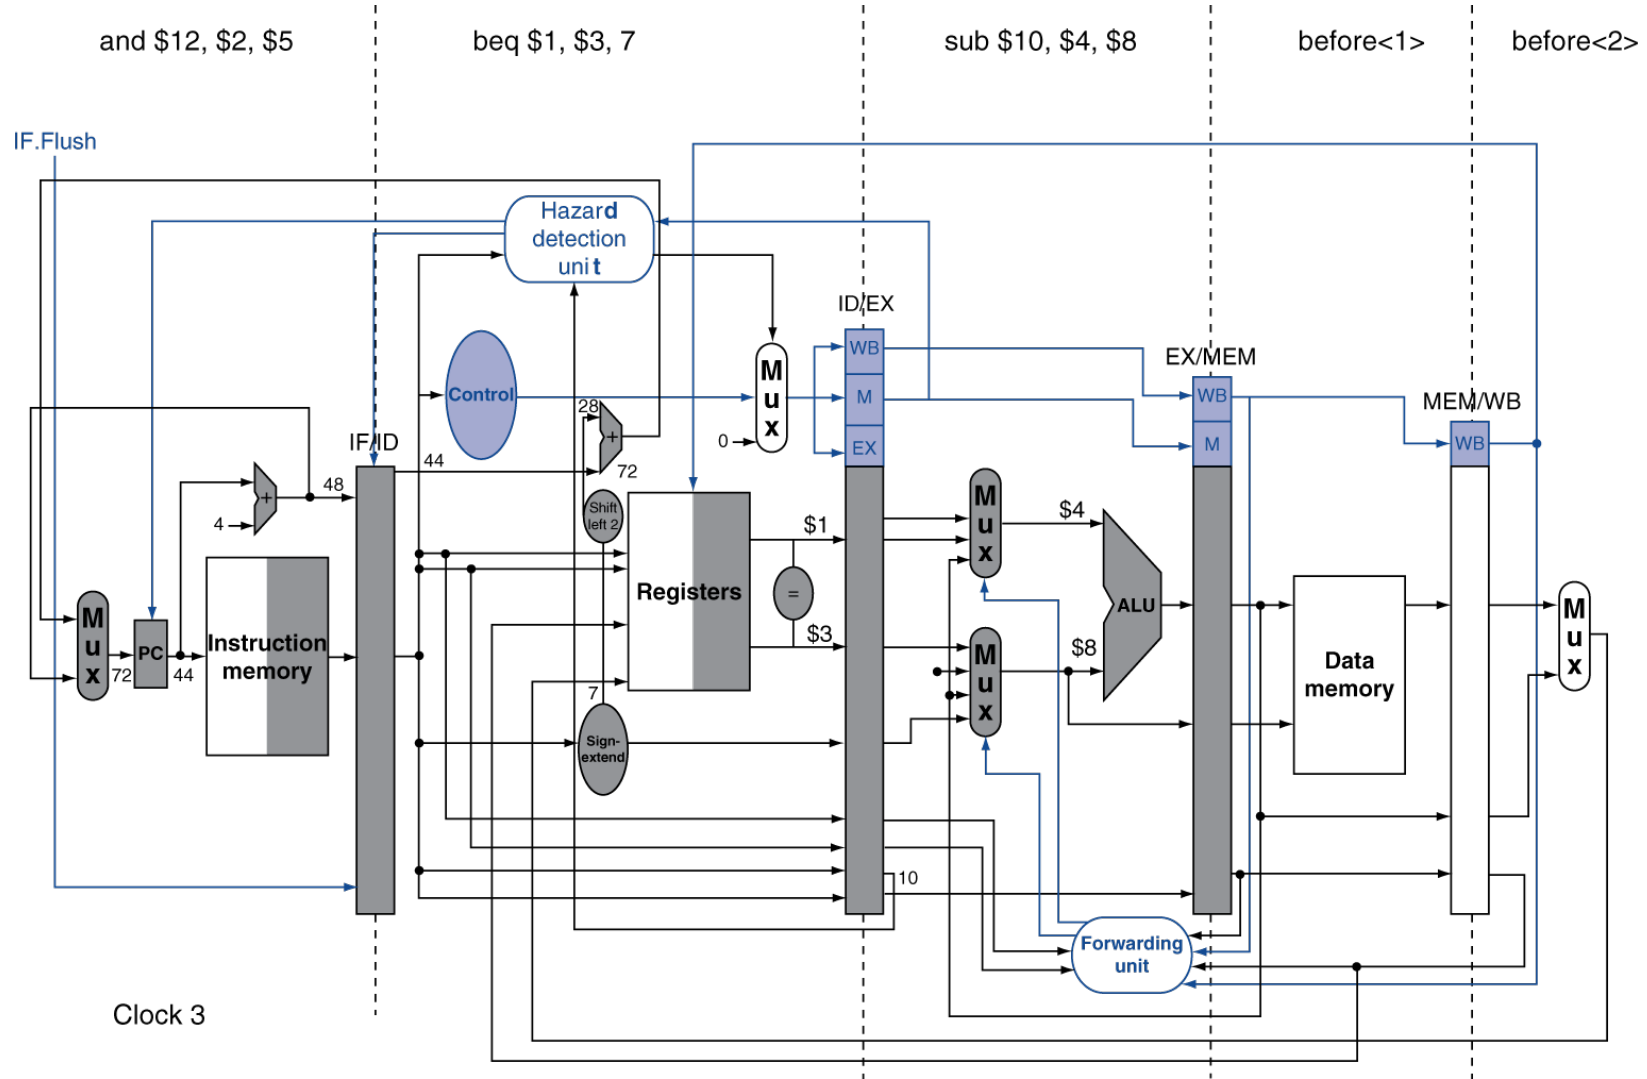 and $12, $2, $5
beq $1, $3, 7
sub $10, $4, $8
before<1>
before<2>
IF.Flush
Hazard
detection
unit
ID/EX
WB
M
EX
Control
Mux
0
28
+
72
44
IF/ID
EX/MEM
WB
M
MEM/WB
WB
48
+
4
Shift
left 2
Registers
$1
=
$3
Mux
$4
Mux
$8
ALU
Data
memory
Mux
Mux
72
PC
44
Instruction
memory
7
Sign-
extend
10
Forwarding
unit
Clock 3